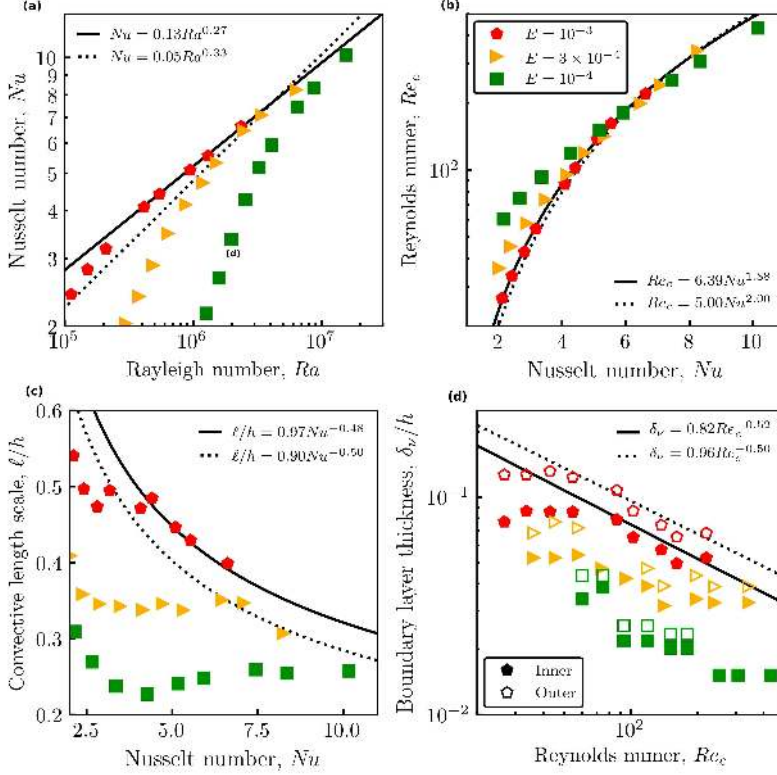 (a)
Nu = 0.13Ra^0.27
Nu = 0.05Ra^0.33
Nusselt number, Nu
10
9
8
7
6
5
4
3
2
10^5
10^6
10^7
(d)
Rayleigh number, Ra
(b)
E = 10^-3
E = 3 × 10^-4
E = 10^-4
Reynolds numer, Re_c
10^2
Re_c = 6.39Nu^1.88
Re_c = 5.00Nu^2.00
2
4
6
8
10
Nusselt number, Nu
(c)
ℓ/h = 0.97Nu^-0.48
ℓ/h = 0.90Nu^-0.50
Convective length scale, ℓ/h
0.6
0.5
0.4
0.3
0.2
2.5
5.0
7.5
10.0
Nusselt number, Nu
(d)
δ_ν = 0.82Re_c^-0.52
δ_ν = 0.96Re_c^-0.50
Boundary layer thickness, δ_ν/h
10^-1
10^-2
Inner
Outer
10^2
Reynolds numer, Re_c